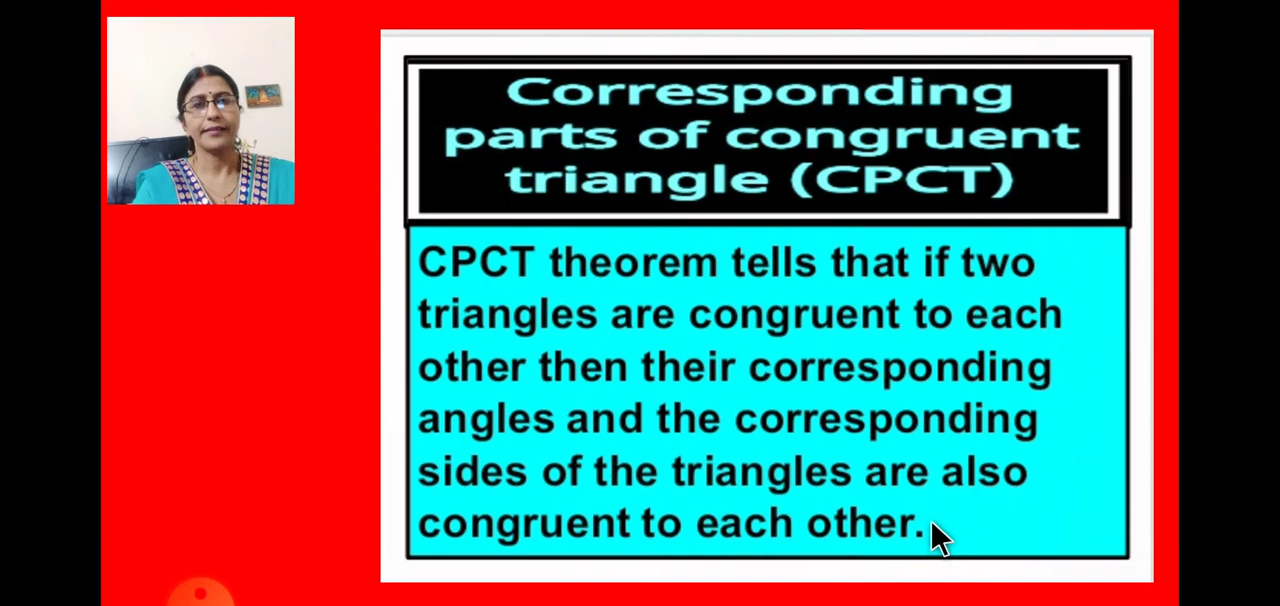 Corresponding
parts of congruent
triangle (CPCT)
CPCT theorem tells that if two
triangles are congruent to each
other then their corresponding
angles and the corresponding
sides of the triangles are also
congruent to each other.